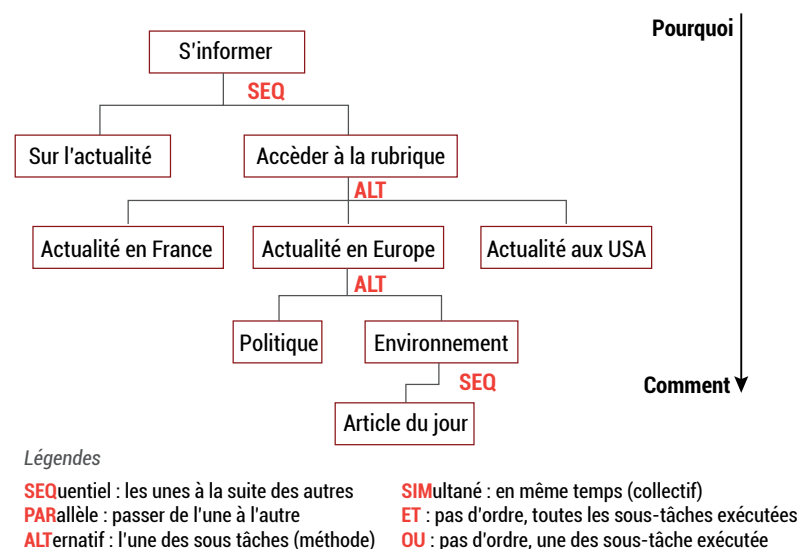 Pourquoi
S'informer
SEQ
Sur l'actualité
Accèder à la rubrique
ALT
Actualité en France
Actualité en Europe
Actualité aux USA
ALT
Politique
Environnement
SEQ
Comment
Article du jour
Légendes
SEQuentiel : les unes à la suite des autres
PARallèle : passer de l'une à l'autre
ALTernatif : l'une des sous tâches (méthode)
SIMultané : en même temps (collectif)
ET : pas d'ordre, toutes les sous-tâches exécutées
OU : pas d'ordre, une des sous-tâche exécutée